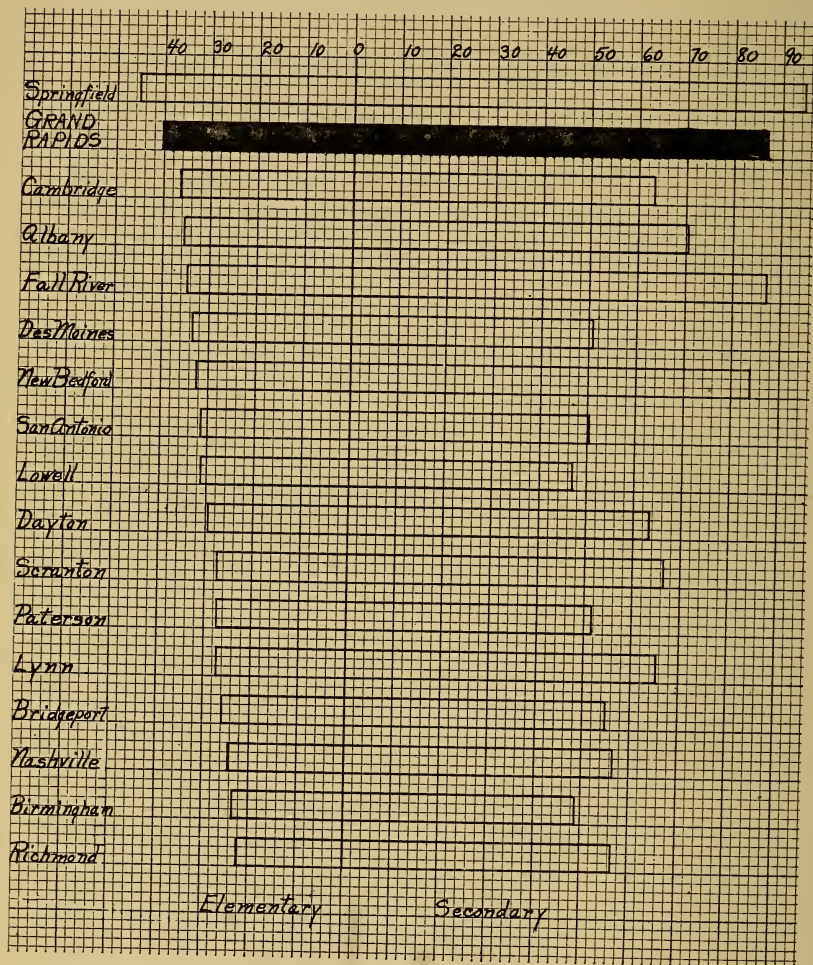 40 30 20 10 0 10 20 30 40 50 60 70 80 90
Springfield
GRAND
RAPIDS
Cambridge
Albany
Fall River
Des Moines
New Bedford
San Antonio
Lowell
Dayton
Scranton
Paterson
Lynn
Bridgeport
Nashville
Birmingham
Richmond
Elementary Secondary